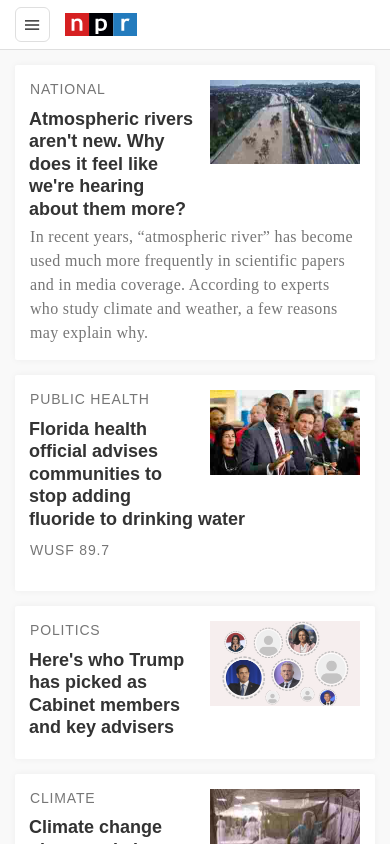 npr
NATIONAL
Atmospheric rivers
aren't new. Why
does it feel like
we're hearing
about them more?
In recent years, “atmospheric river” has become
used much more frequently in scientific papers
and in media coverage. According to experts
who study climate and weather, a few reasons
may explain why.
PUBLIC HEALTH
Florida health
official advises
communities to
stop adding
fluoride to drinking water
WUSF 89.7
POLITICS
Here's who Trump
has picked as
Cabinet members
and key advisers
CLIMATE
Climate change